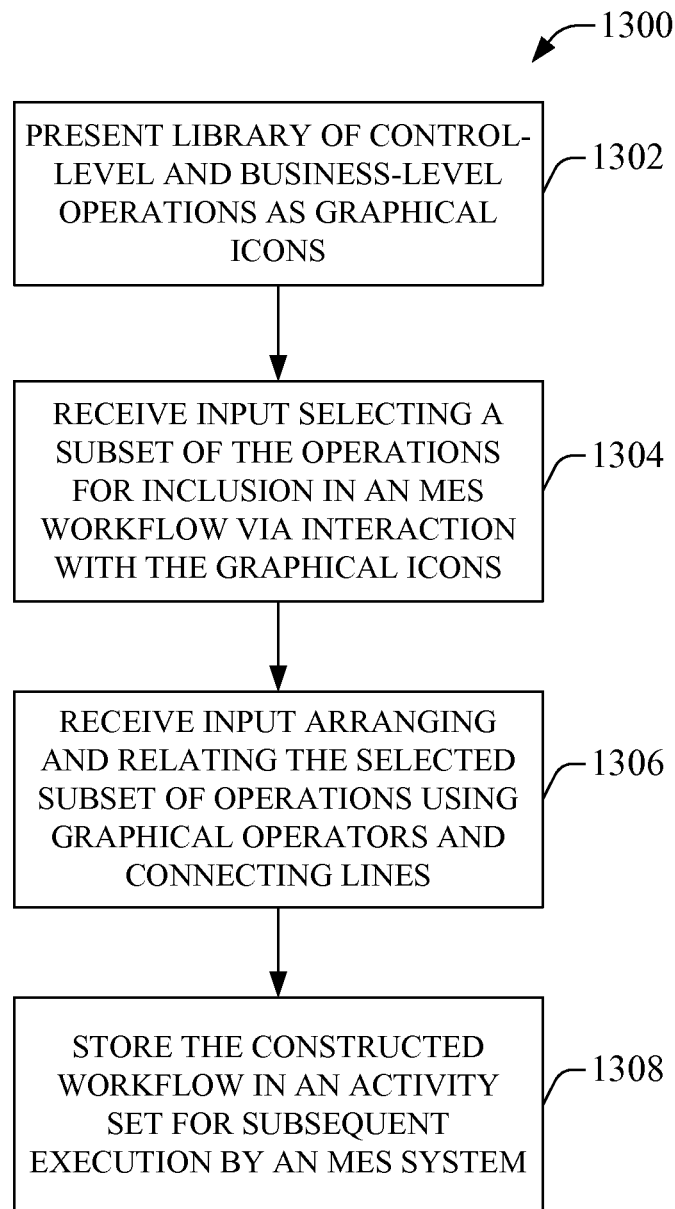 1300
PRESENT LIBRARY OF CONTROL-
LEVEL AND BUSINESS-LEVEL
OPERATIONS AS GRAPHICAL
ICONS
1302
RECEIVE INPUT SELECTING A
SUBSET OF THE OPERATIONS
FOR INCLUSION IN AN MES
WORKFLOW VIA INTERACTION
WITH THE GRAPHICAL ICONS
1304
RECEIVE INPUT ARRANGING
AND RELATING THE SELECTED
SUBSET OF OPERATIONS USING
GRAPHICAL OPERATORS AND
CONNECTING LINES
1306
STORE THE CONSTRUCTED
WORKFLOW IN AN ACTIVITY
SET FOR SUBSEQUENT
EXECUTION BY AN MES SYSTEM
1308